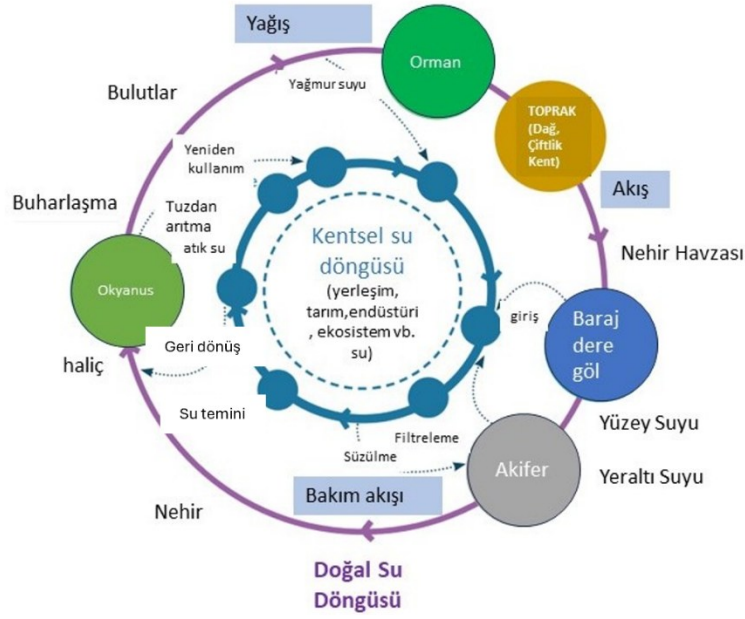 Yağış
Orman
Bulutlar
Yağmur suyu
TOPRAK
(Dağ,
Çiftlik
Kent)
Yeniden
kullanım
Akış
Buharlaşma
Tuzdan
arıtma
atık su
Kentsel su
döngüsü
(yerleşim,
tarım,endüstüri
, ekosistem vb.
su)
Nehir Havzası
Okyanus
giriş
Baraj
dere
göl
Geri dönüş
haliç
Su temini
Yüzey Suyu
Filtreleme
Süzülme
Akifer
Yeraltı Suyu
Bakım akışı
Nehir
Doğal Su
Döngüsü